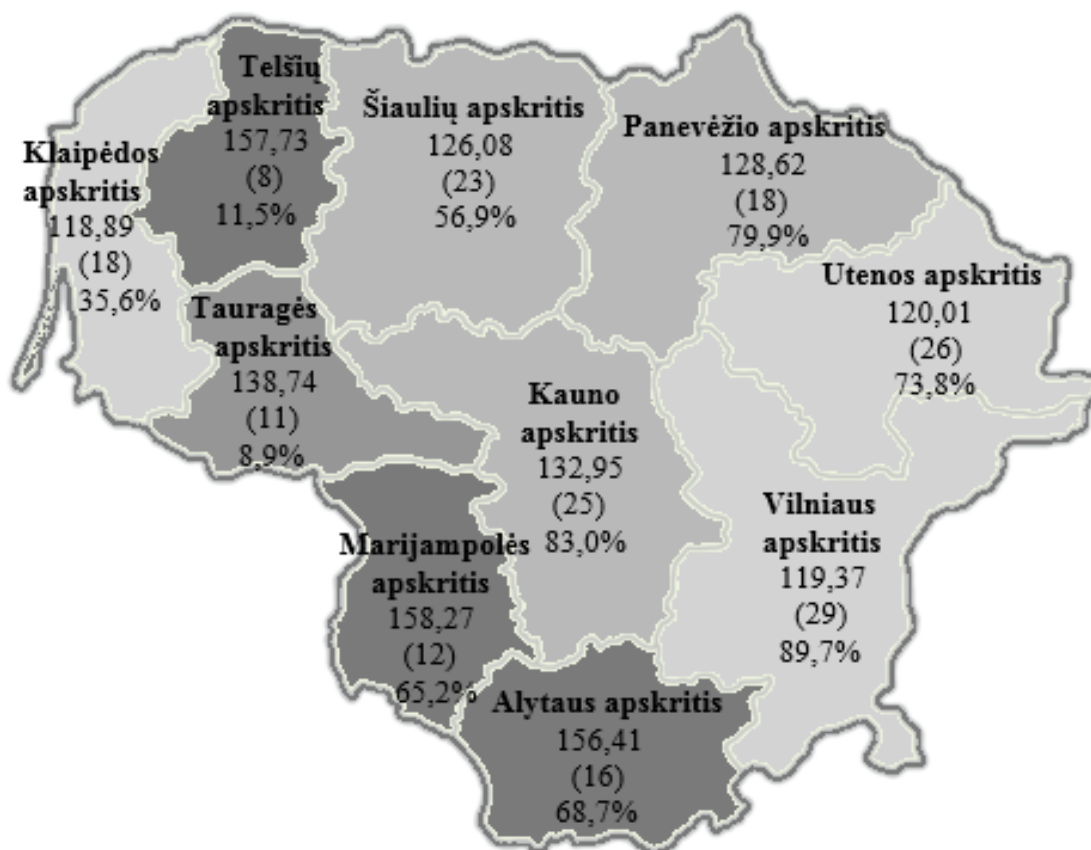 Telšių
apskritis
157,73
(8)
11,5%
Šiaulių apskritis
126,08
(23)
56,9%
Panevėžio apskritis
128,62
(18)
79,9%
Klaipėdos
apskritis
118,89
(18)
35,6%
Utenos apskritis
120,01
(26)
73,8%
Tauragės
apskritis
138,74
(11)
8,9%
Kauno
apskritis
132,95
(25)
83,0%
Vilniaus
apskritis
119,37
(29)
89,7%
Marijampolės
apskritis
158,27
(12)
65,2%
Alytaus apskritis
156,41
(16)
68,7%